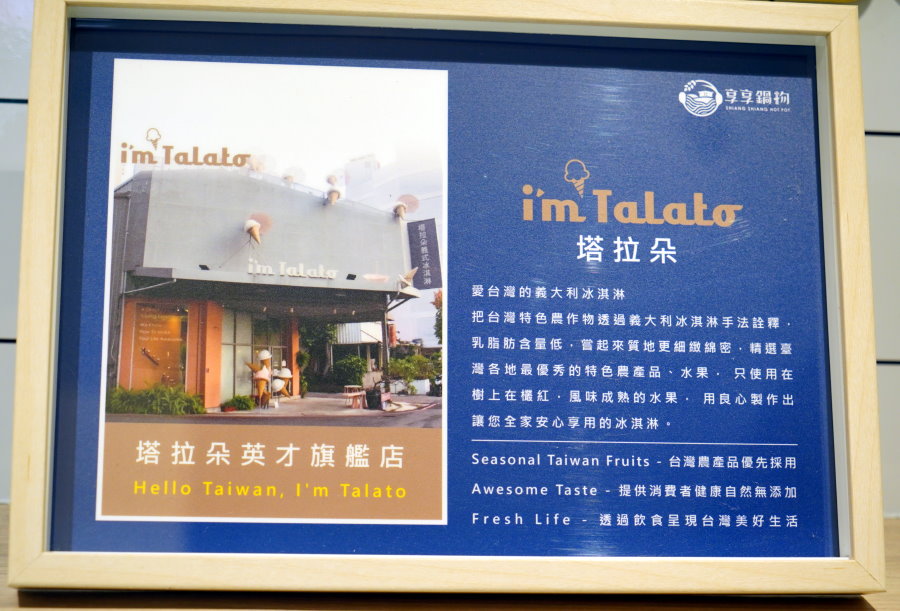 i'm Talato
i'm Talato
塔拉朵義式冰淇淋
塔拉朵英才旗艦店
Hello Taiwan, I'm Talato
享享鍋物
SHIANG SHIANG HOT POT
i'm Talato
塔拉朵
愛台灣的義大利冰淇淋
把台灣特色農作物透過義大利冰淇淋手法詮釋，
乳脂肪含量低，嘗起來質地更細緻綿密，精選臺
灣各地最優秀的特色農產品、水果， 只使用在
樹上在欉紅，風味成熟的水果， 用良心製作出
讓您全家安心享用的冰淇淋。
Seasonal Taiwan Fruits - 台灣農產品優先採用
Awesome Taste - 提供消費者健康自然無添加
Fresh Life - 透過飲食呈現台灣美好生活